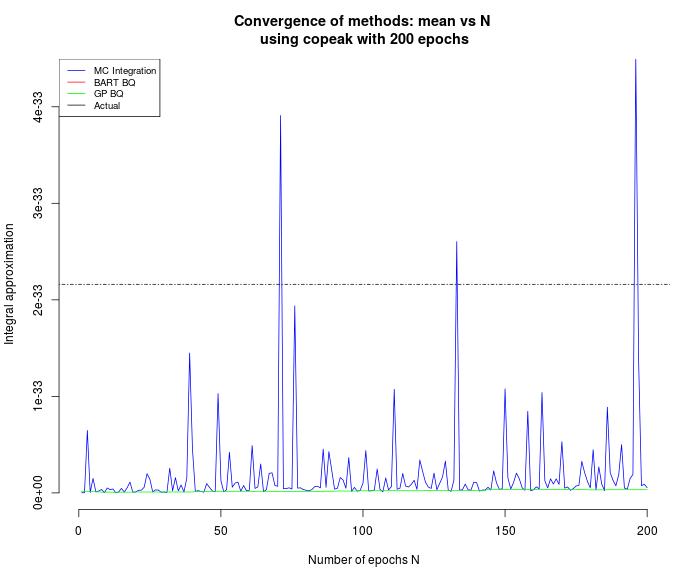 Convergence of methods: mean vs N
using copeak with 200 epochs
MC Integration
BART BQ
GP BQ
Actual
Integral approximation
4e-33
3e-33
2e-33
1e-33
0e+00
0
50
100
150
200
Number of epochs N